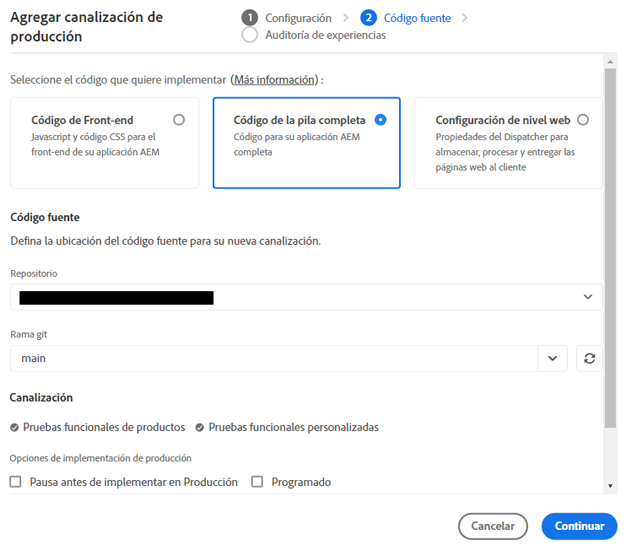 Agregar canalización de
producción
1 Configuración
2 Código fuente
Auditoría de experiencias
Seleccione el código que quiere implementar (Más información) :
Código de Front-end
Javascript y código CSS para el
front-end de su aplicación AEM
Código de la pila completa
Código para su aplicación AEM
completa
Configuración de nivel web
Propiedades del Dispatcher para
almacenar, procesar y entregar las
páginas web al cliente
Código fuente
Defina la ubicación del código fuente para su nueva canalización.
Repositorio
Rama git
main
Canalización
Pruebas funcionales de productos
Pruebas funcionales personalizadas
Opciones de implementación de producción
Pausa antes de implementar en Producción
Programado
Cancelar
Continuar